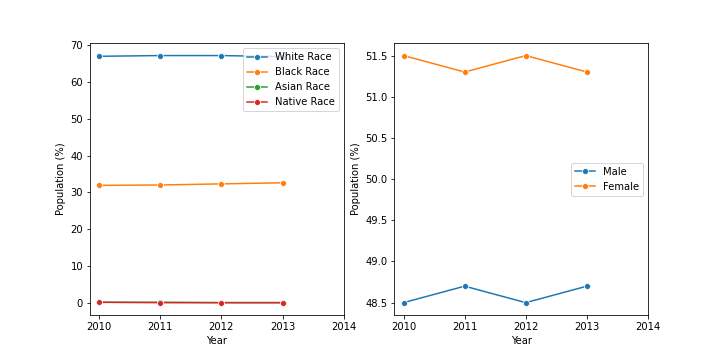 70
60
50
40
30
20
10
0
Population (%)
2010 2011 2012 2013 2014
Year
White Race
Black Race
Asian Race
Native Race
51.5
51.0
50.5
50.0
49.5
49.0
48.5
Population (%)
2010 2011 2012 2013 2014
Year
Male
Female